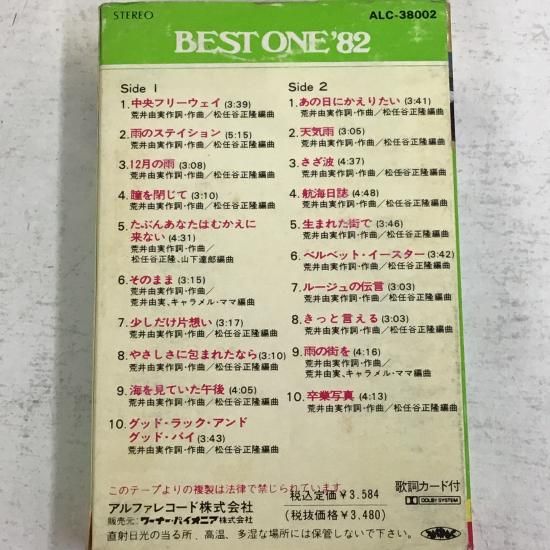 STEREO
ALC-38002
BEST ONE '82
Side 1
1.中央フリーウェイ(3:39)
荒井由実作詞・作曲/松任谷正隆編曲
2.雨のステイション(5:15)
荒井由実作詞・作曲/松任谷正隆編曲
3.12月の雨(3:08)
荒井由実作詞・作曲/松任谷正隆編曲
4.瞳を閉じて(3:10)
荒井由実作詞・作曲/松任谷正隆編曲
5.たぶんあなたはむかえに
来ない(4:31)
荒井由実作詞・作曲/
松任谷正隆、山下達郎編曲
6.そのまま(3:15)
荒井由実作詞・作曲/
荒井由実、キャラメル・ママ編曲
7.少しだけ片想い(3:17)
荒井由実作詞・作曲/松任谷正隆編曲
8.やさしさに包まれたなら(3:10)
荒井由実作詞・作曲/松任谷正隆編曲
9.海を見ていた午後(4:05)
荒井由実作詞・作曲/松任谷正隆編曲
10.グッド・ラック・アンド
グッド・バイ(3:43)
荒井由実作詞・作曲/松任谷正隆編曲
Side 2
1.あの日にかえりたい(3:41)
荒井由実作詞・作曲/松任谷正隆編曲
2.天気雨(3:05)
荒井由実作詞・作曲/松任谷正隆編曲
3.さざ波(4:37)
荒井由実作詞・作曲/松任谷正隆編曲
4.航海日誌(4:48)
荒井由実作詞・作曲/松任谷正隆編曲
5.生まれた街で(3:46)
荒井由実作詞・作曲/松任谷正隆編曲
6.ベルベット・イースター(3:42)
荒井由実作詞・作曲/松任谷正隆編曲
7.ルージュの伝言(3:03)
荒井由実作詞・作曲/松任谷正隆編曲
8.きっと言える(3:03)
荒井由実作詞・作曲/松任谷正隆編曲
9.雨の街を(4:16)
荒井由実作詞・作曲/
荒井由実、キャラメル・ママ編曲
10.卒業写真(4:13)
荒井由実作詞・作曲/松任谷正隆編曲
このテープよりの複製は法律で禁じられています。
アルファレコード株式会社
販売元:ワーナー・パイオニア株式会社
税込定価¥3,584
(税抜価格¥3,480)
歌詞カード付
DOLBY SYSTEM
直射日光の当る所、高温、多湿な場所には保管しないで下さい。